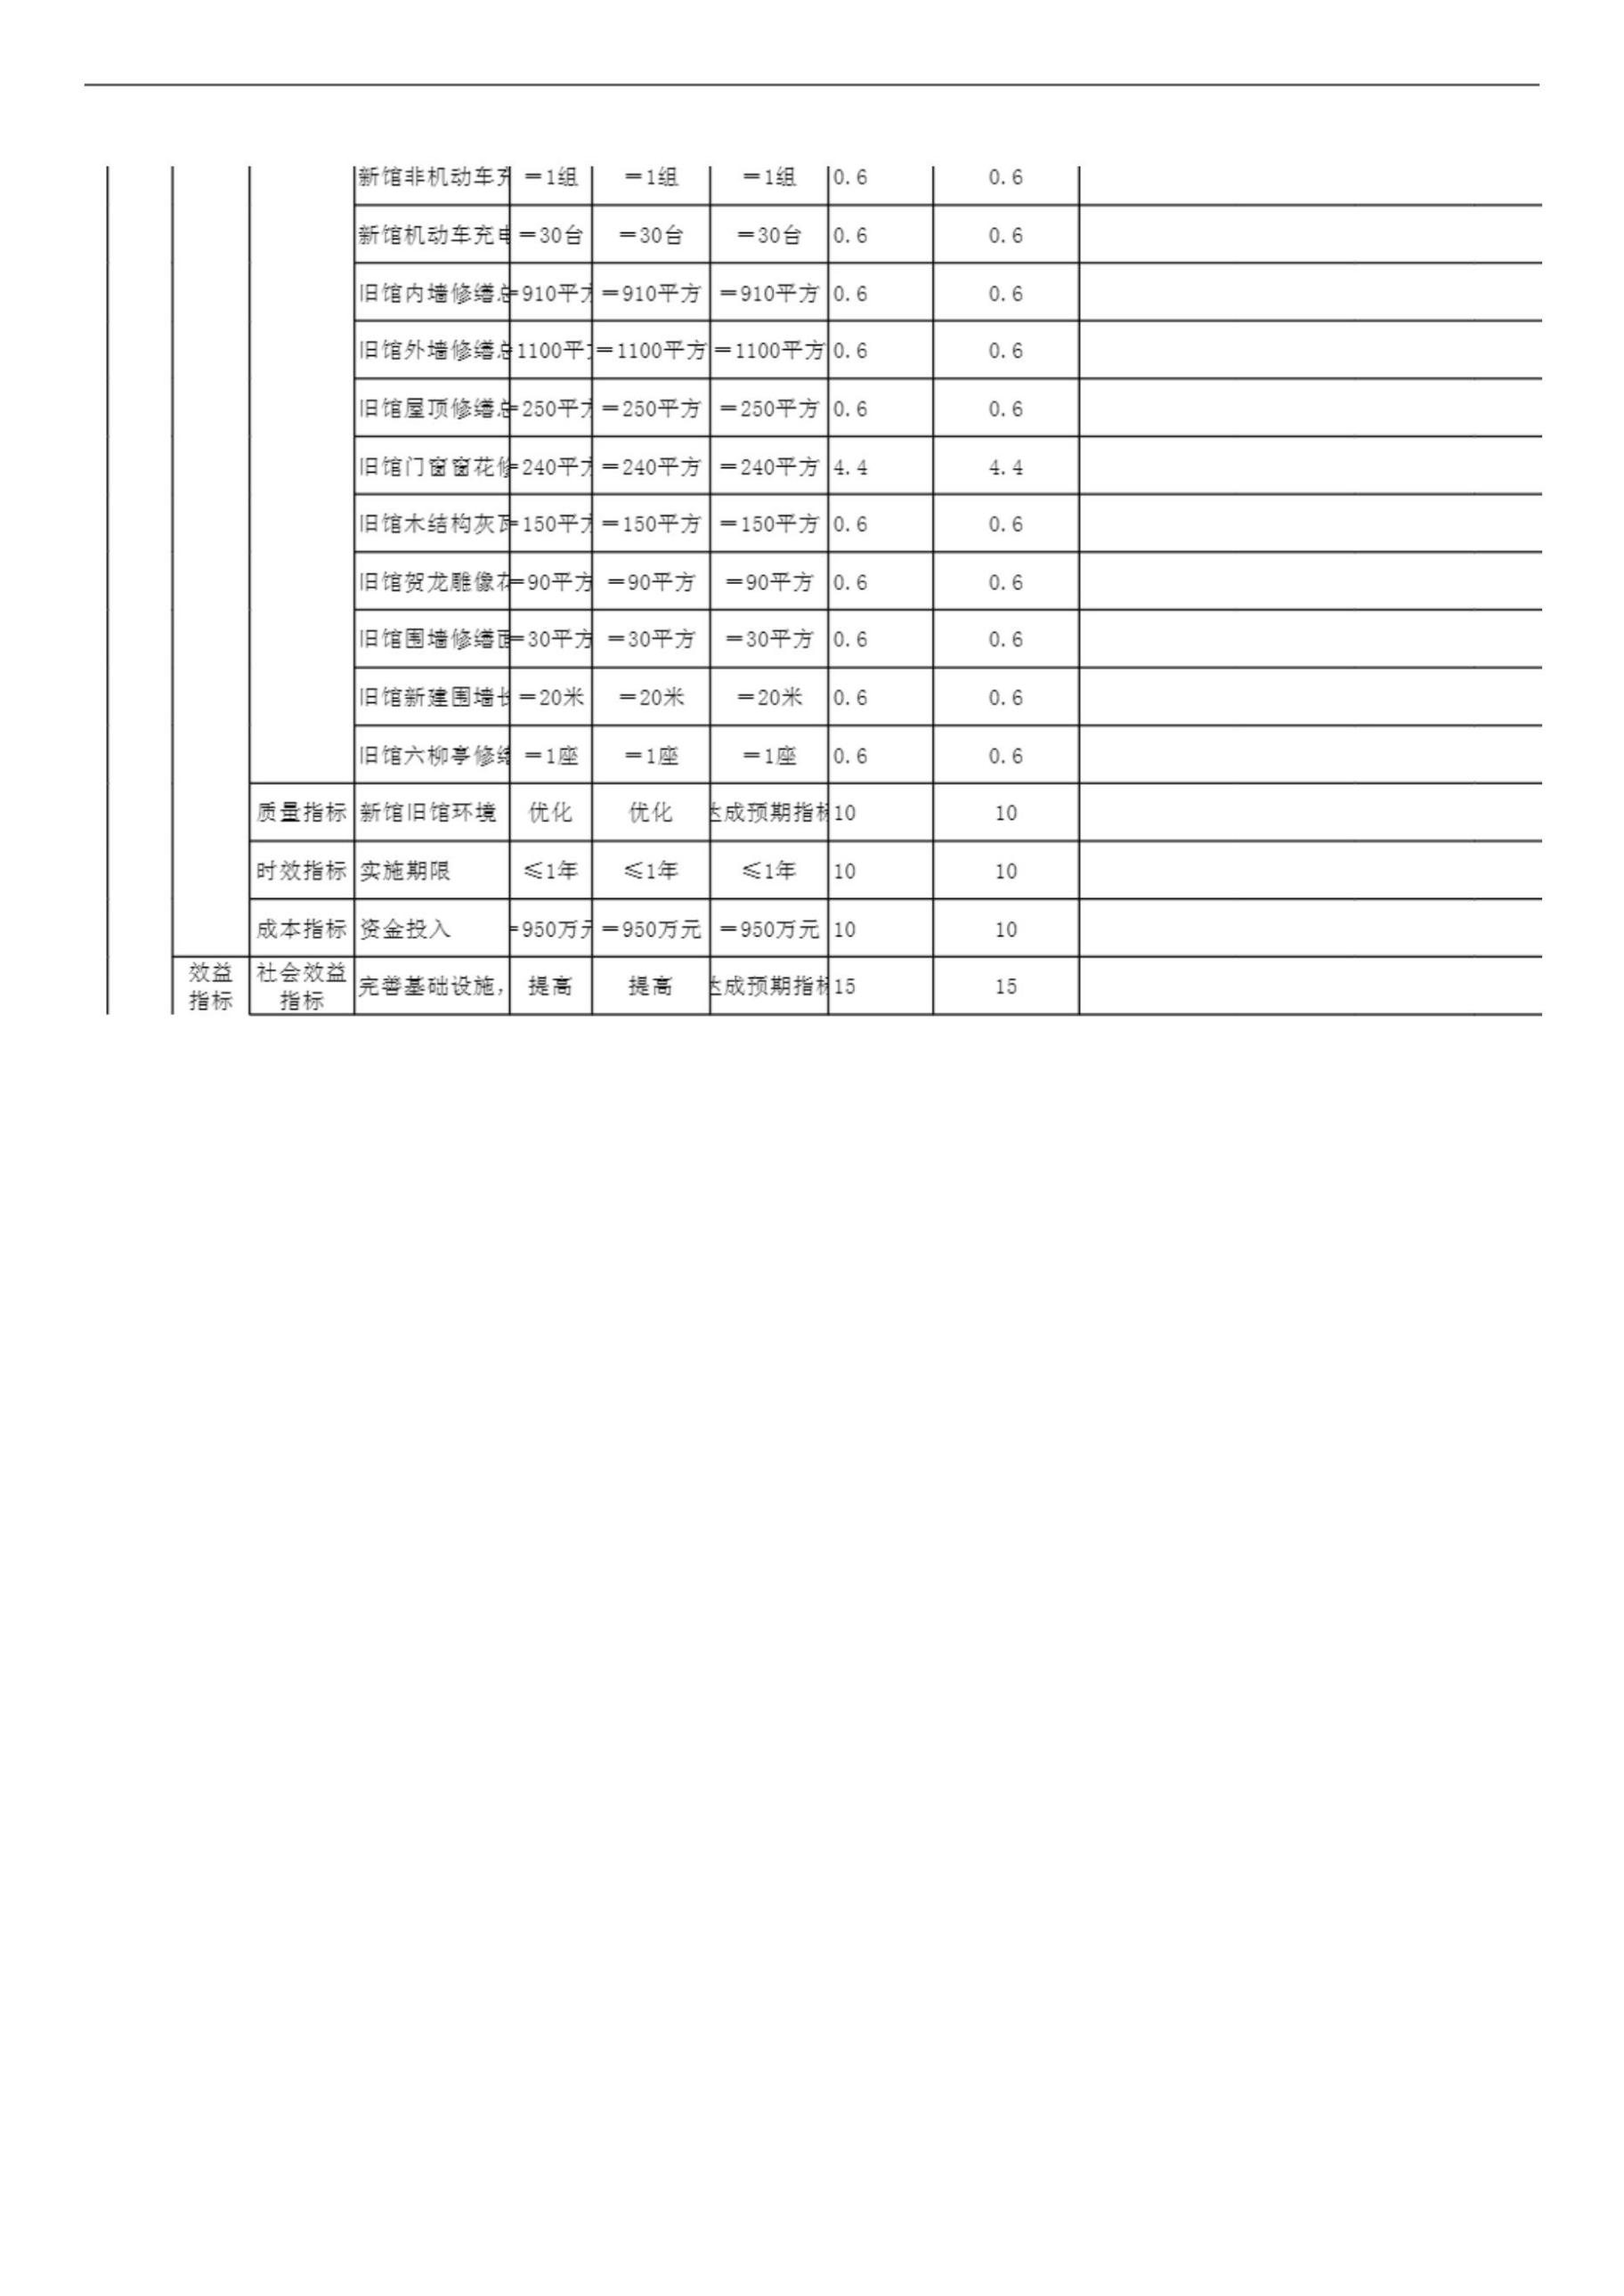 新馆非机动车充 =1组 =1组 =1组 0.6 0.6
新馆机动车充电 =30台 =30台 =30台 0.6 0.6
旧馆内墙修缮总 =910平方 =910平方 =910平方 0.6 0.6
旧馆外墙修缮总 1100平 =1100平方 =1100平方 0.6 0.6
旧馆屋顶修缮总 =250平方 =250平方 =250平方 0.6 0.6
旧馆门窗窗花修 =240平方 =240平方 =240平方 4.4 4.4
旧馆木结构灰瓦 =150平方 =150平方 =150平方 0.6 0.6
旧馆贺龙雕像花 =90平方 =90平方 =90平方 0.6 0.6
旧馆围墙修缮面 =30平方 =30平方 =30平方 0.6 0.6
旧馆新建围墙长 =20米 =20米 =20米 0.6 0.6
旧馆六柳亭修缮 =1座 =1座 =1座 0.6 0.6
质量指标 新馆旧馆环境 优化 优化 达成预期指标 10 10
时效指标 实施期限 ≤1年 ≤1年 ≤1年 10 10
成本指标 资金投入 =950万元 =950万元 =950万元 10 10
效益
指标
社会效益
指标
完善基础设施, 提高 提高 达成预期指标 15 15